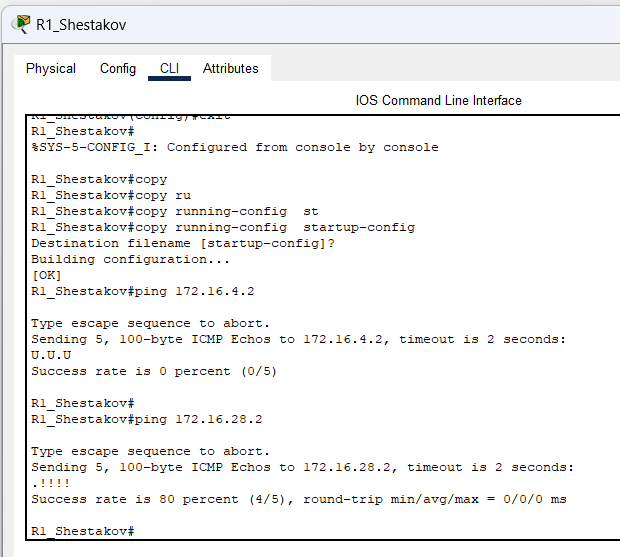 R1_Shestakov
Physical Config CLI Attributes
IOS Command Line Interface
R1_Shestakov(config)#exit
R1_Shestakov#
%SYS-5-CONFIG_I: Configured from console by console
R1_Shestakov#copy
R1_Shestakov#copy ru
R1_Shestakov#copy running-config  st
R1_Shestakov#copy running-config  startup-config
Destination filename [startup-config]?
Building configuration...
[OK]
R1_Shestakov#ping 172.16.4.2
Type escape sequence to abort.
Sending 5, 100-byte ICMP Echos to 172.16.4.2, timeout is 2 seconds:
U.U.U
Success rate is 0 percent (0/5)
R1_Shestakov#
R1_Shestakov#ping 172.16.28.2
Type escape sequence to abort.
Sending 5, 100-byte ICMP Echos to 172.16.28.2, timeout is 2 seconds:
.!!!!
Success rate is 80 percent (4/5), round-trip min/avg/max = 0/0/0 ms
R1_Shestakov#